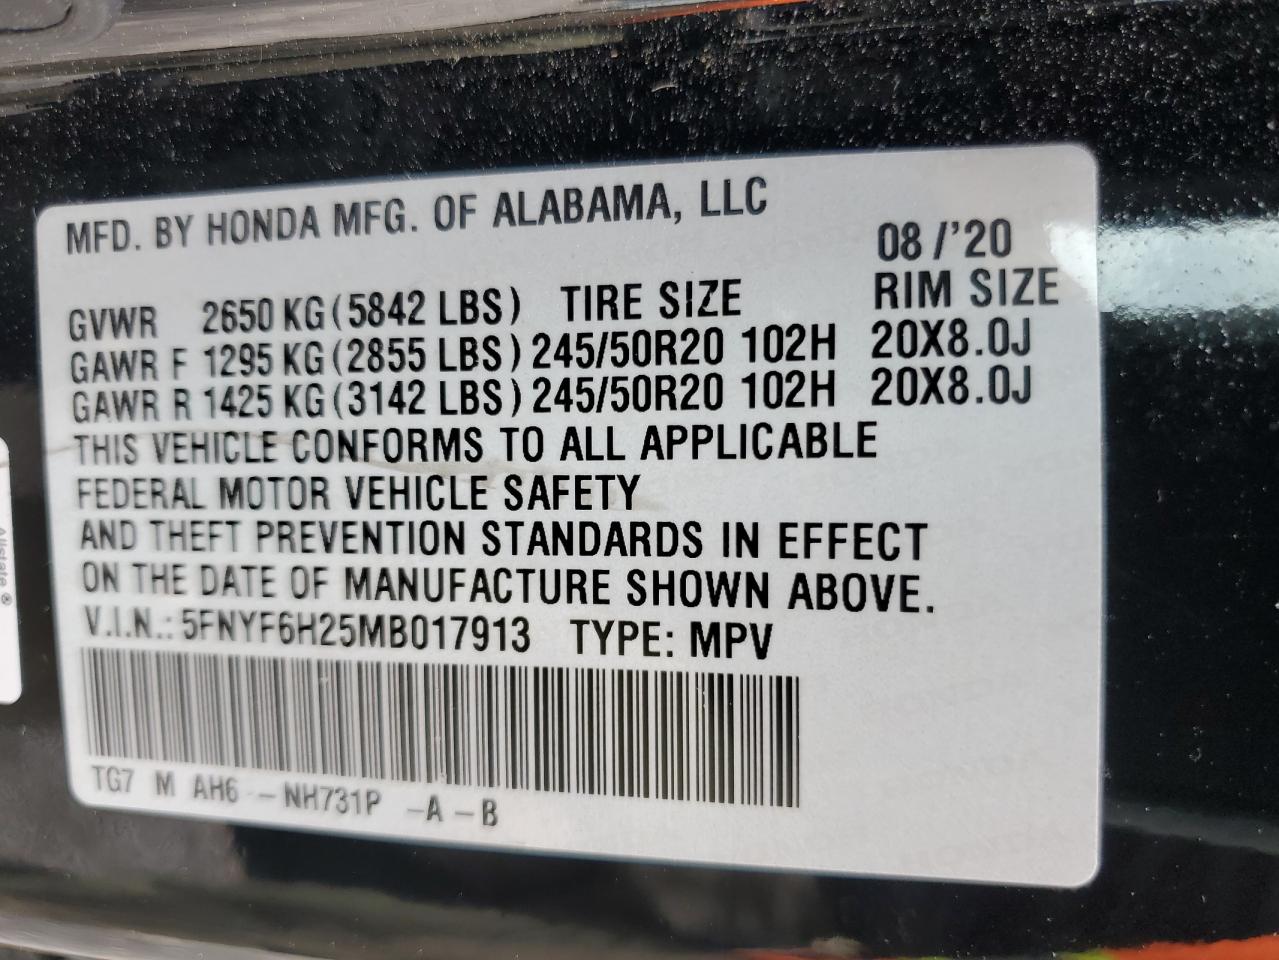 MFD. BY HONDA MFG. OF ALABAMA, LLC
08 /'20
GVWR 2650 KG (5842 LBS) TIRE SIZE RIM SIZE
GAWR F 1295 KG (2855 LBS) 245/50R20 102H 20X8.0J
GAWR R 1425 KG (3142 LBS) 245/50R20 102H 20X8.0J
THIS VEHICLE CONFORMS TO ALL APPLICABLE
FEDERAL MOTOR VEHICLE SAFETY
AND THEFT PREVENTION STANDARDS IN EFFECT
ON THE DATE OF MANUFACTURE SHOWN ABOVE.
V.I.N.: 5FNYF6H25MB017913 TYPE: MPV
TG7 M AH6 - NH731P - A - B
Allstate ®